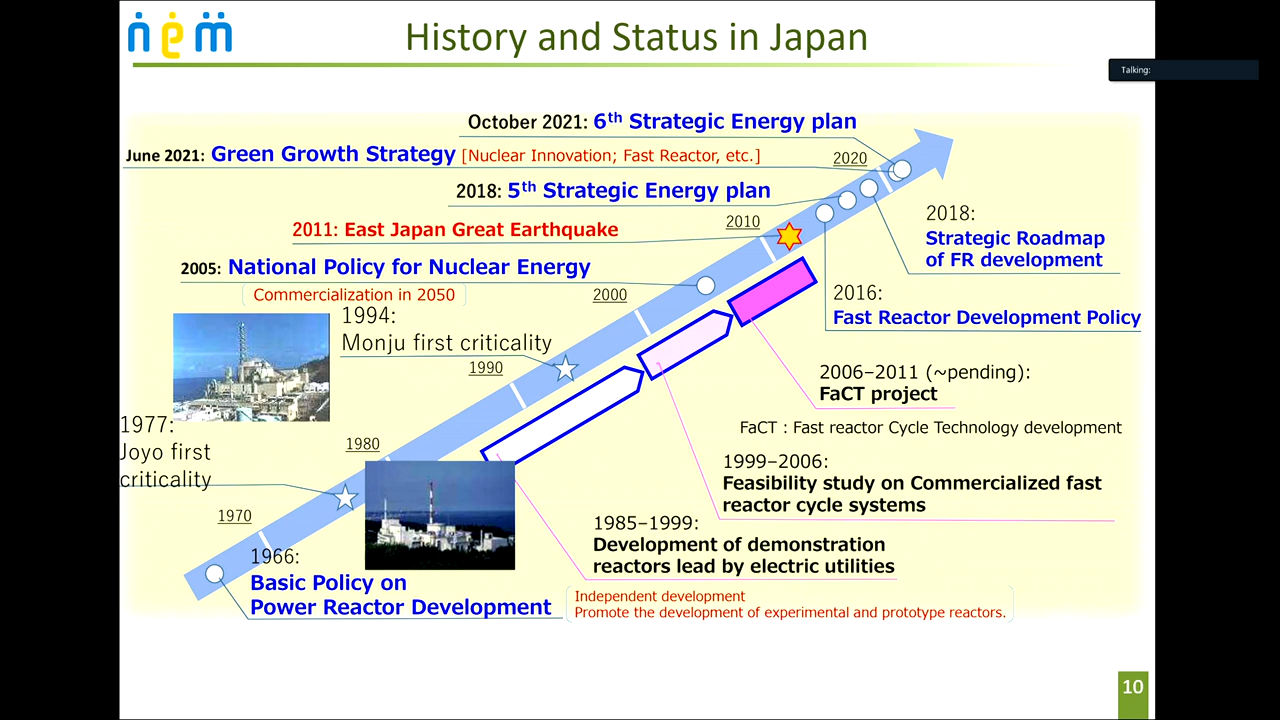 nem
History and Status in Japan
Talking:
October 2021: 6th Strategic Energy plan
June 2021: Green Growth Strategy [Nuclear Innovation; Fast Reactor, etc.]
2020
2018: 5th Strategic Energy plan
2011: East Japan Great Earthquake
2010
2018:
Strategic Roadmap
of FR development
2005: National Policy for Nuclear Energy
Commercialization in 2050
2000
2016:
Fast Reactor Development Policy
1994:
Monju first criticality
1990
2006–2011 (~pending):
FaCT project
FaCT : Fast reactor Cycle Technology development
1977:
Joyo first
criticality
1980
1999–2006:
Feasibility study on Commercialized fast
reactor cycle systems
1970
1985–1999:
Development of demonstration
reactors lead by electric utilities
1966:
Basic Policy on
Power Reactor Development
Independent development
Promote the development of experimental and prototype reactors.
10